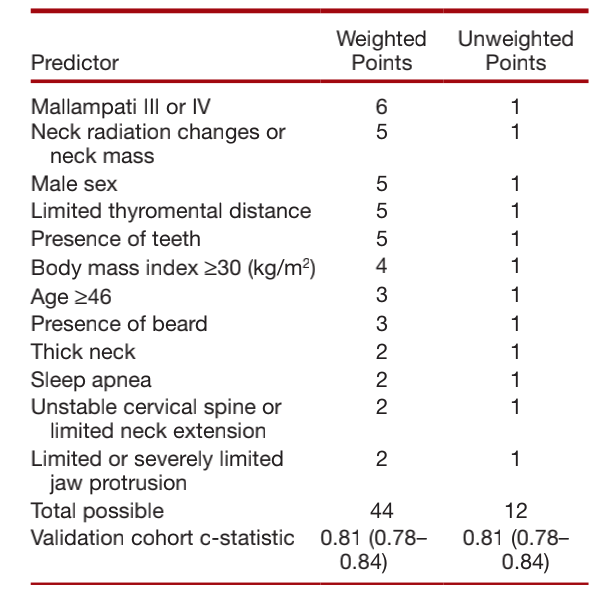 Predictor Weighted Points Unweighted Points
Mallampati III or IV 6 1
Neck radiation changes or 5 1
neck mass
Male sex 5 1
Limited thyromental distance 5 1
Presence of teeth 5 1
Body mass index ≥30 (kg/m²) 4 1
Age ≥46 3 1
Presence of beard 3 1
Thick neck 2 1
Sleep apnea 2 1
Unstable cervical spine or 2 1
limited neck extension
Limited or severely limited 2 1
jaw protrusion
Total possible 44 12
Validation cohort c-statistic 0.81 (0.78– 0.81 (0.78–
0.84) 0.84)